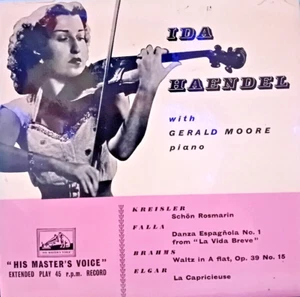 IDA
HAENDEL
with
GERALD MOORE
piano
KREISLER
Schön Rosmarin
FALLA
Danza Española No. 1
from "La Vida Breve"
BRAHMS
Waltz in A flat, Op. 39 No. 15
ELGAR
La Capricieuse
"HIS MASTER'S VOICE"
EXTENDED PLAY 45 r.p.m. RECORD